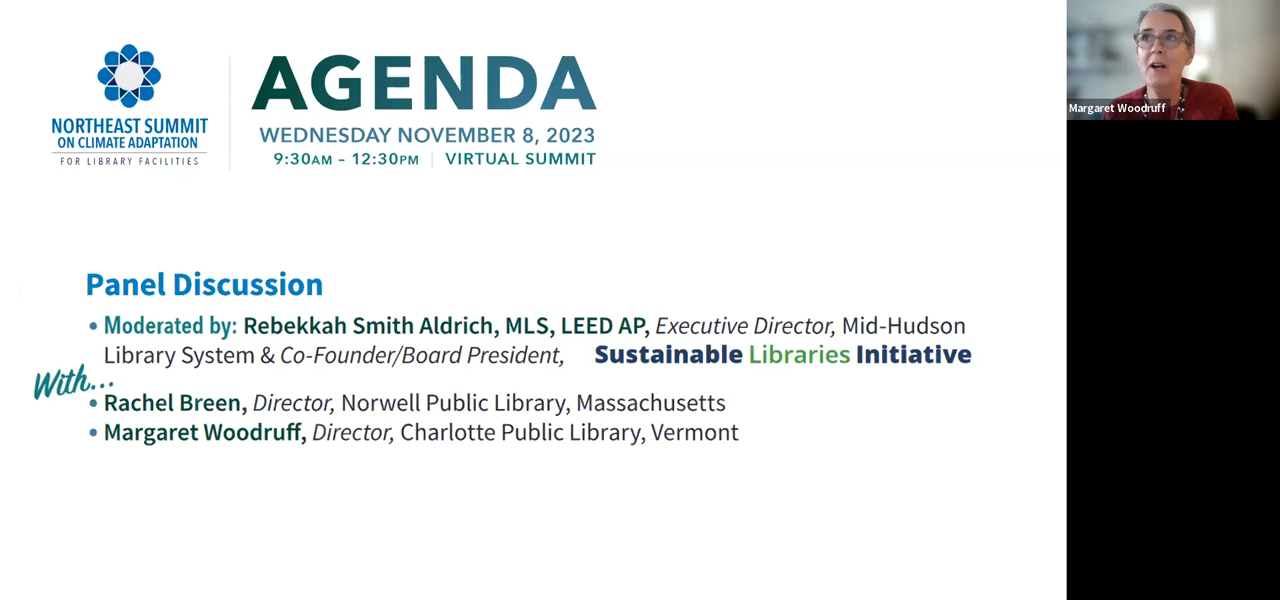 AGENDA
NORTHEAST SUMMIT
ON CLIMATE ADAPTATION
FOR LIBRARY FACILITIES
WEDNESDAY NOVEMBER 8, 2023
9:30AM – 12:30PM | VIRTUAL SUMMIT
Margaret Woodruff
Panel Discussion
• Moderated by: Rebekkah Smith Aldrich, MLS, LEED AP, Executive Director, Mid-Hudson
Library System & Co-Founder/Board President, Sustainable Libraries Initiative
With...
• Rachel Breen, Director, Norwell Public Library, Massachusetts
• Margaret Woodruff, Director, Charlotte Public Library, Vermont